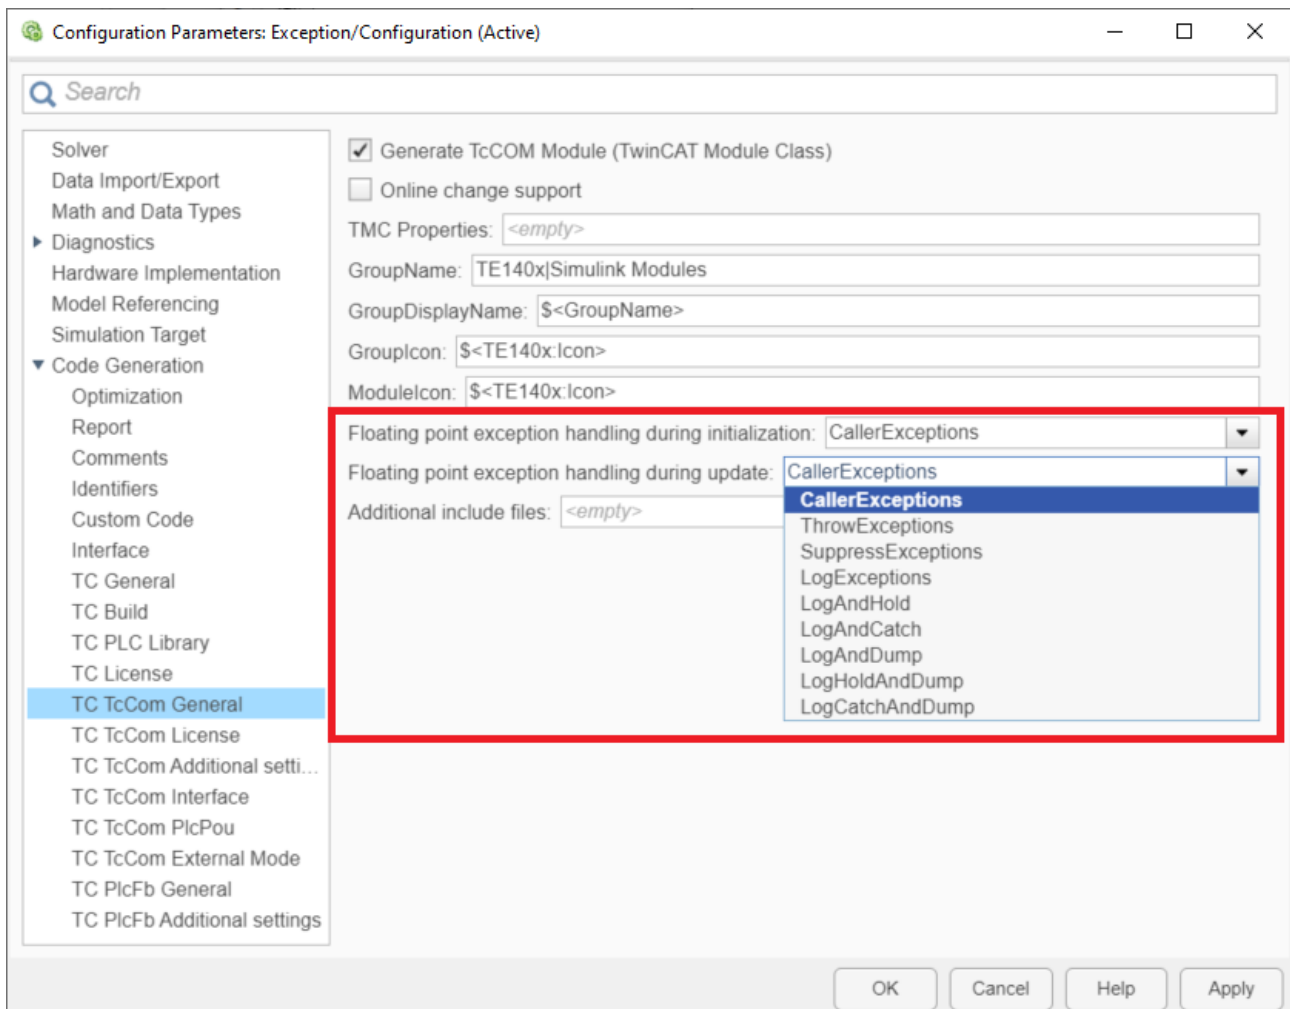 Configuration Parameters: Exception/Configuration (Active)
Search
Solver
Data Import/Export
Math and Data Types
Diagnostics
Hardware Implementation
Model Referencing
Simulation Target
Code Generation
Optimization
Report
Comments
Identifiers
Custom Code
Interface
TC General
TC Build
TC PLC Library
TC License
TC TcCom General
TC TcCom License
TC TcCom Additional setti...
TC TcCom Interface
TC TcCom PlcPou
TC TcCom External Mode
TC PlcFb General
TC PlcFb Additional settings
Generate TcCOM Module (TwinCAT Module Class)
Online change support
TMC Properties: <empty>
GroupName: TE140x|Simulink Modules
GroupDisplayName: $<GroupName>
GroupIcon: $<TE140x:Icon>
ModuleIcon: $<TE140x:Icon>
Floating point exception handling during initialization: CallerExceptions
Floating point exception handling during update: CallerExceptions
Additional include files: <empty>
CallerExceptions
ThrowExceptions
SuppressExceptions
LogExceptions
LogAndHold
LogAndCatch
LogAndDump
LogHoldAndDump
LogCatchAndDump
OK Cancel Help Apply